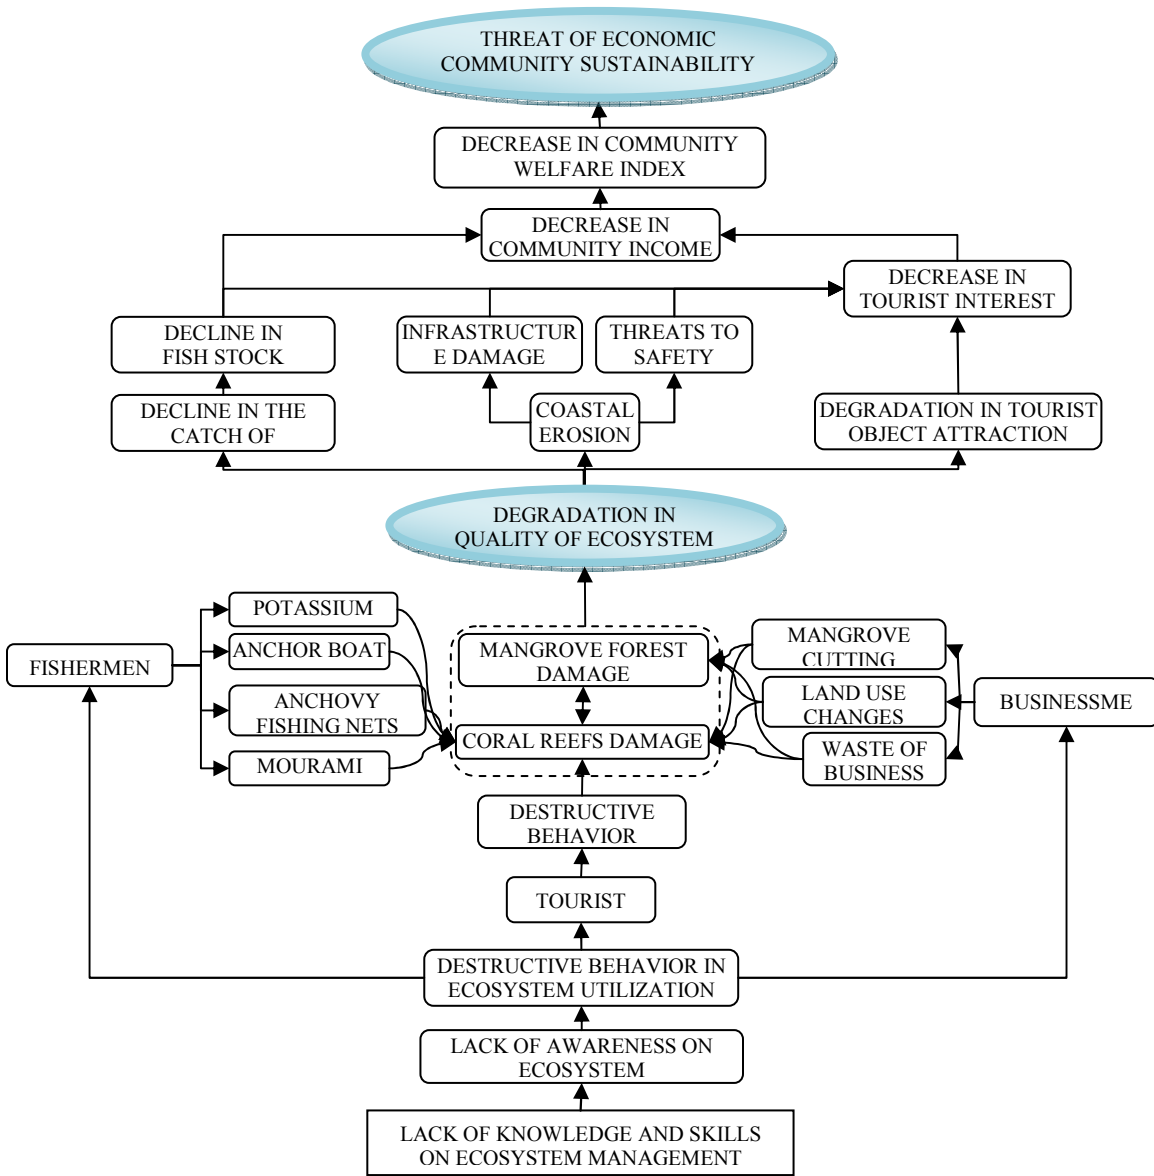 THREAT OF ECONOMIC
COMMUNITY SUSTAINABILITY
DECREASE IN COMMUNITY
WELFARE INDEX
DECREASE IN
COMMUNITY INCOME
DECREASE IN
TOURIST INTEREST
DECLINE IN
FISH STOCK
INFRASTRUCTUR
E DAMAGE
THREATS TO
SAFETY
DECLINE IN THE
CATCH OF
COASTAL
EROSION
DEGRADATION IN TOURIST
OBJECT ATTRACTION
DEGRADATION IN
QUALITY OF ECOSYSTEM
FISHERMEN
POTASSIUM
ANCHOR BOAT
ANCHOVY
FISHING NETS
MOURAMI
MANGROVE FOREST
DAMAGE
CORAL REEFS DAMAGE
MANGROVE
CUTTING
LAND USE
CHANGES
WASTE OF
BUSINESS
BUSINESSME
DESTRUCTIVE
BEHAVIOR
TOURIST
DESTRUCTIVE BEHAVIOR IN
ECOSYSTEM UTILIZATION
LACK OF AWARENESS ON
ECOSYSTEM
LACK OF KNOWLEDGE AND SKILLS
ON ECOSYSTEM MANAGEMENT